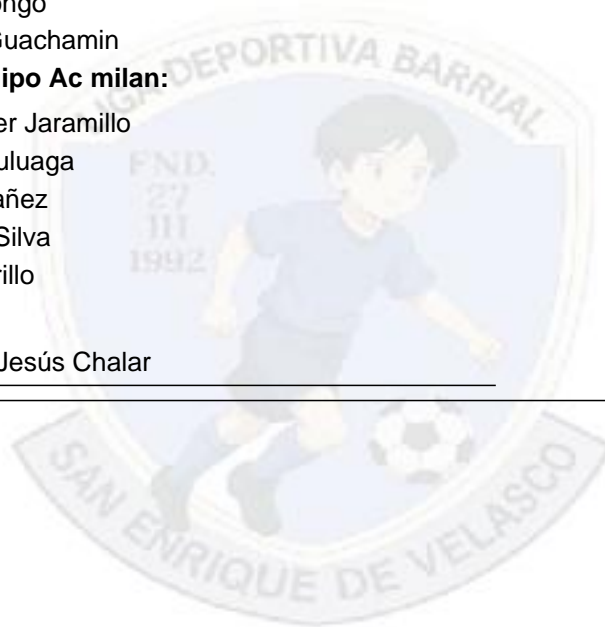 ongo
Guachamin
ipo Ac milan:
er Jaramillo
uluaga
añez
Silva
rillo
Jesús Chalar
LIGA DEPORTIVA BARRIAL
FND.
27
III
1992
SAN ENRIQUE DE VELASCO